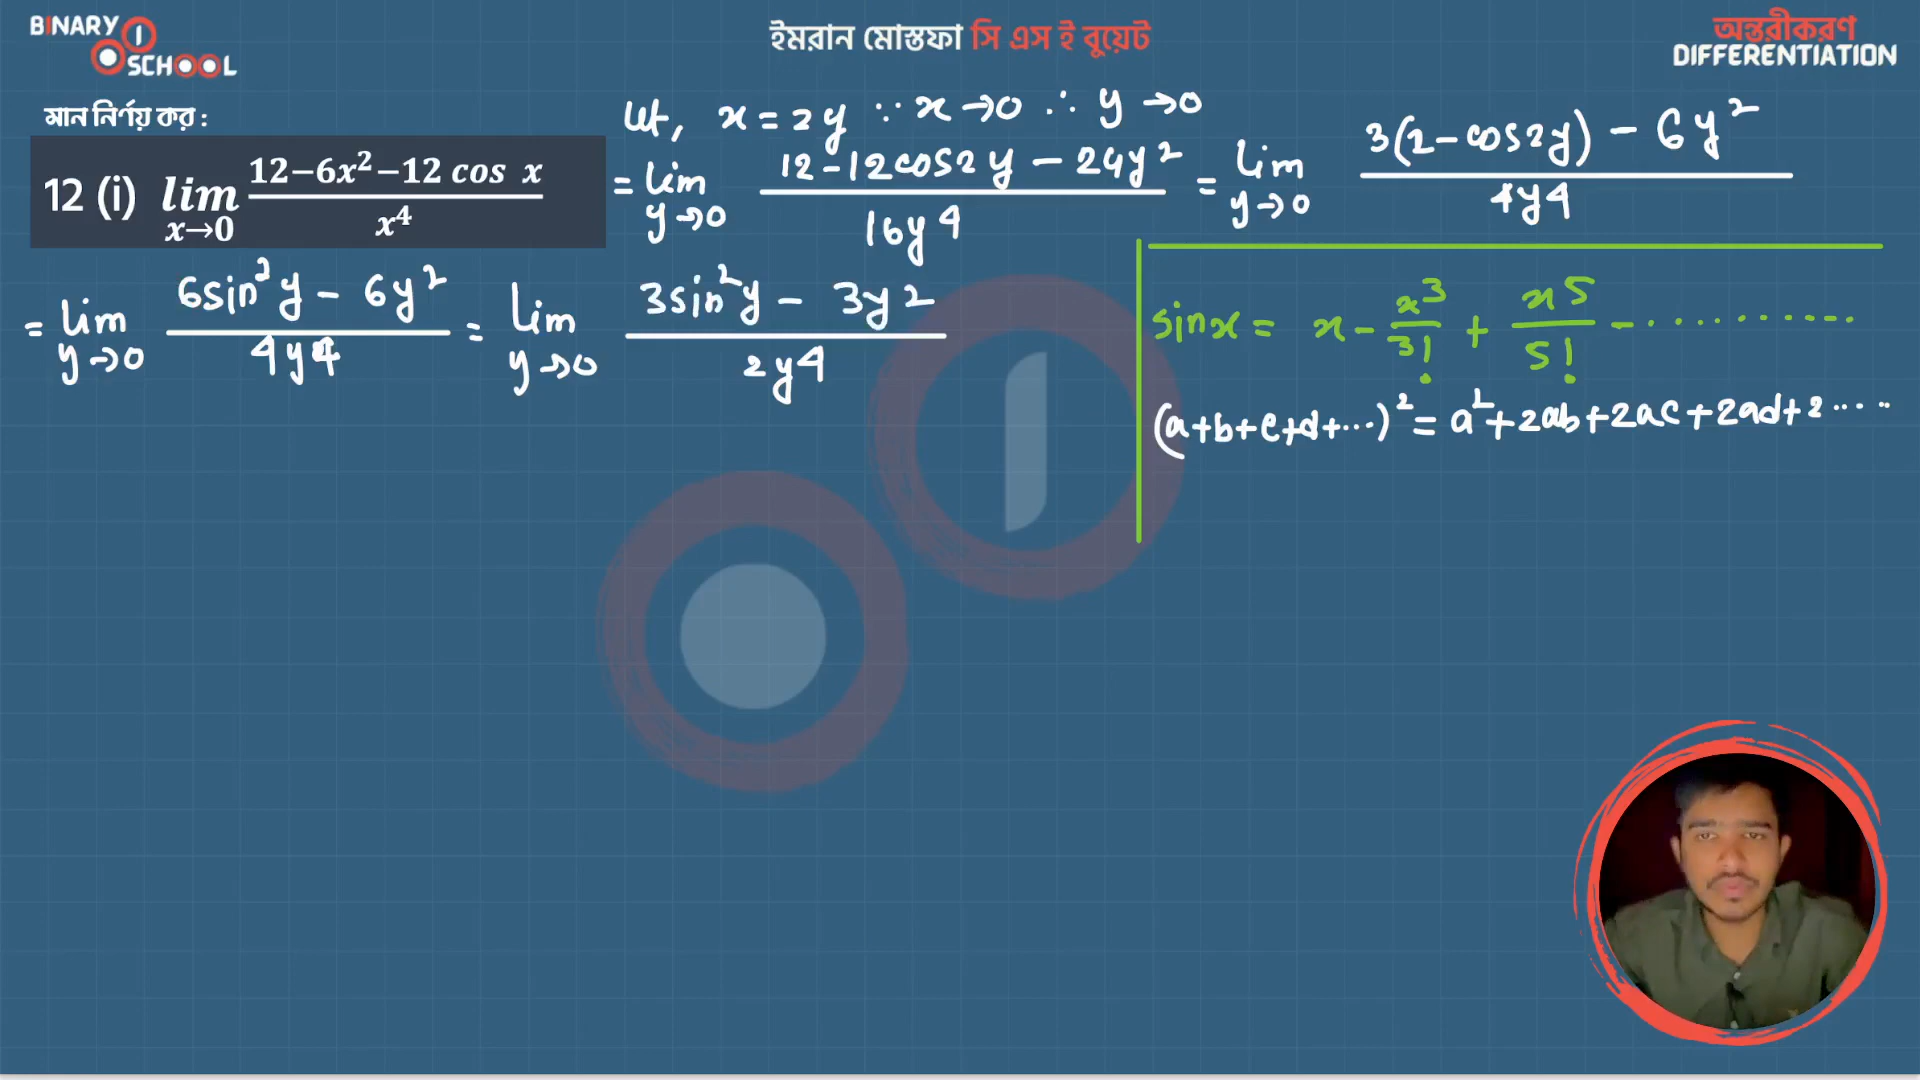 BINARY SCHOOL
ইমরান মোস্তফা সি এস ই বুয়েট
অন্তরীকরণ
DIFFERENTIATION
মান নির্ণয় কর :
12 (i) lim x→0 (12−6x²−12 cos x)/x⁴
let, x = 2y ∵ x→0 ∴ y→0
= lim y→0 (12-12cos2y - 24y²)/(16y⁴) = lim y→0 (3(2-cos2y) - 6y²)/(4y4)
= lim y→0 (6sin²y - 6y²)/(4y4) = lim y→0 (3sin²y - 3y2)/(2y4)
sinx = x - x³/3! + x5/5! - ...........
(a+b+c+d+...)² = a²+2ab+2ac+2ad+2.....